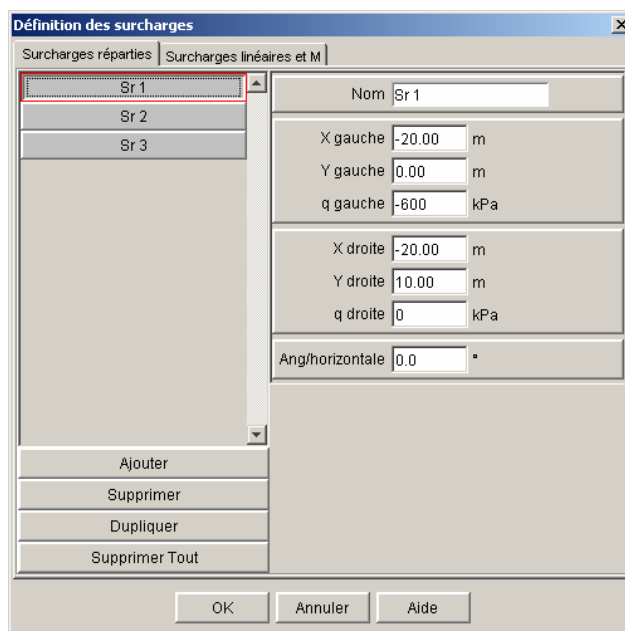 Définition des surcharges
Surcharges réparties
Surcharges linéaires et M
Sr 1
Sr 2
Sr 3
Ajouter
Supprimer
Dupliquer
Supprimer Tout
Nom Sr 1
X gauche -20.00 m
Y gauche 0.00 m
q gauche -600 kPa
X droite -20.00 m
Y droite 10.00 m
q droite 0 kPa
Ang/horizontale 0.0 °
OK
Annuler
Aide